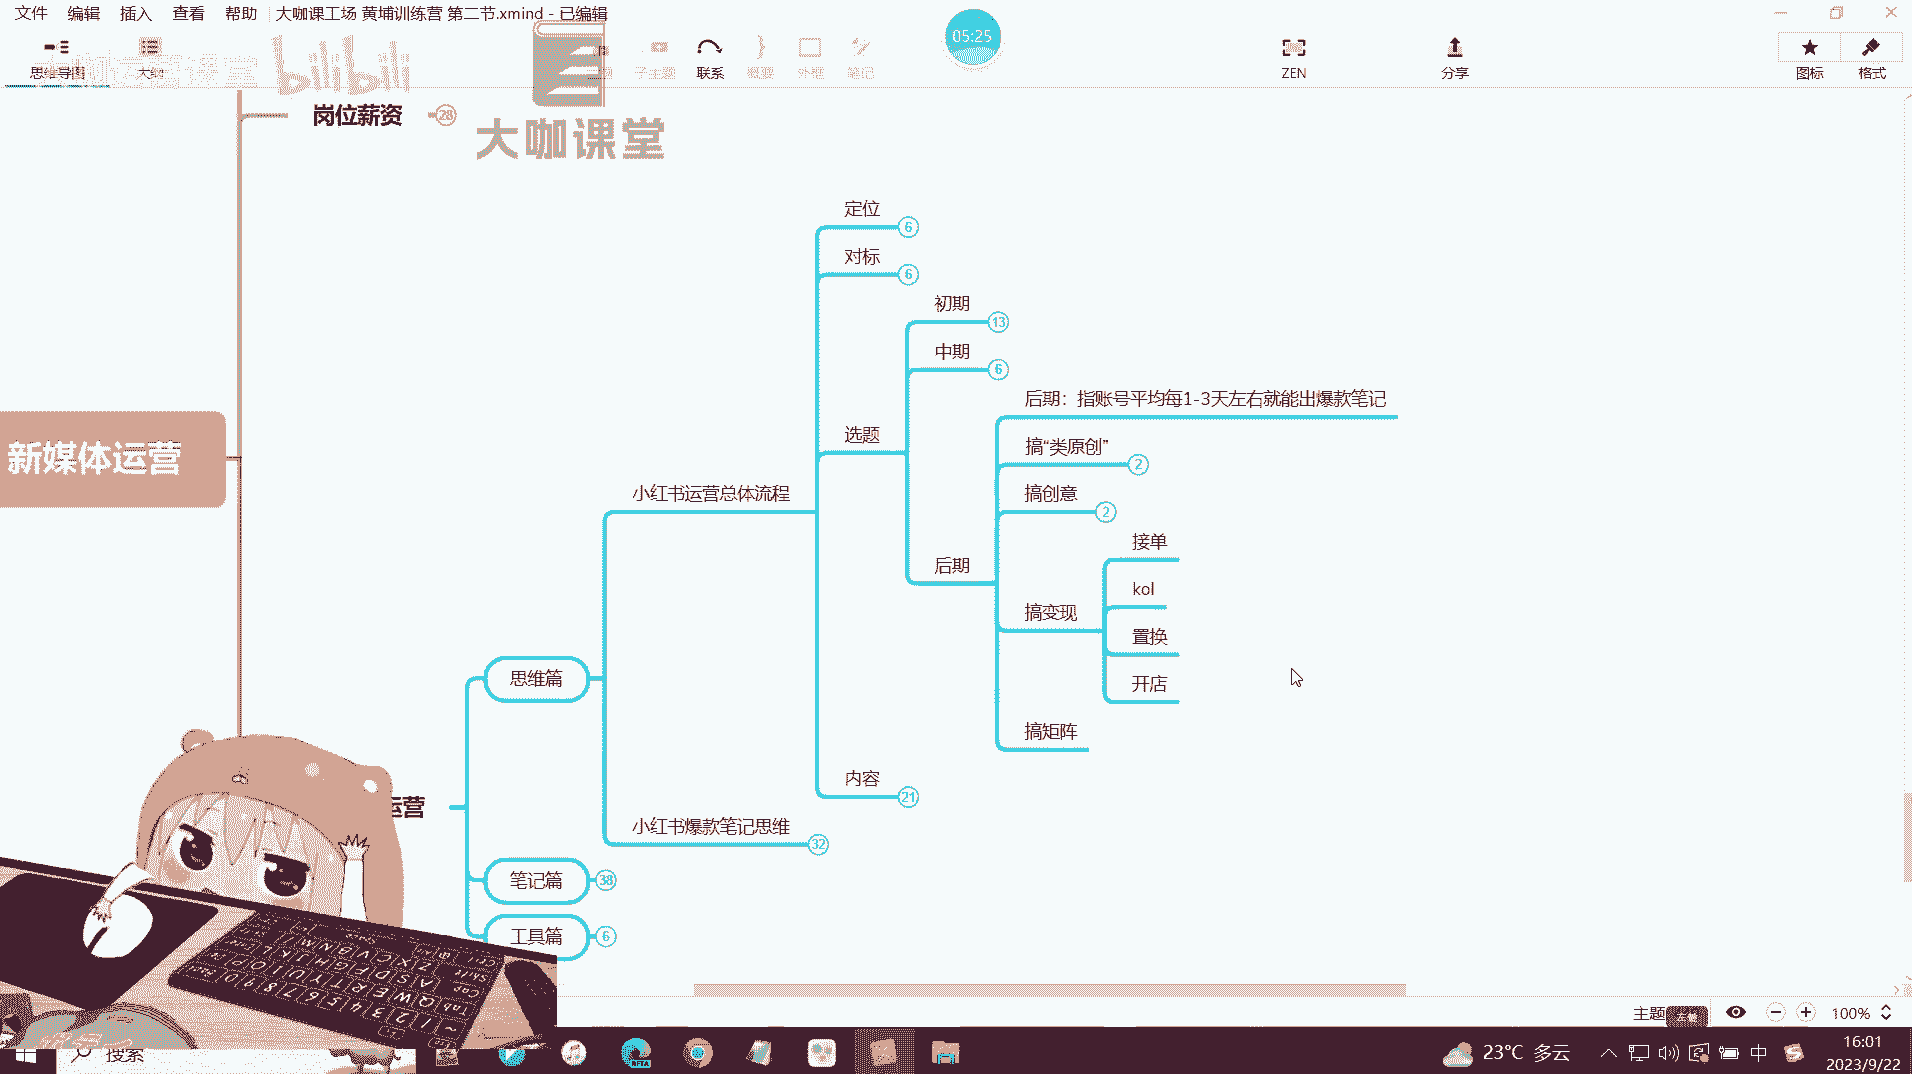 文件 编辑 插入 查看 帮助 大咖课工场 黄埔训练营 第二节.xmind - 已编辑
思维导图 大纲 bilibili 子主题 联系 概要 外框 笔记 05:25 ZEN 分享 图标 格式
岗位薪资 28
大咖课堂
定位 6
对标 6
初期 13
中期 6
后期：指账号平均每1-3天左右就能出爆款笔记
选题
搞“类原创” 2
新媒体运营
小红书运营总体流程
搞创意 2
接单
后期
kol
搞变现
置换
思维篇
开店
搞矩阵
内容 21
运营
小红书爆款笔记思维 32
笔记篇 38
工具篇 6
主题 100%
搜索
23°C 多云 中 16:01
2023/9/22